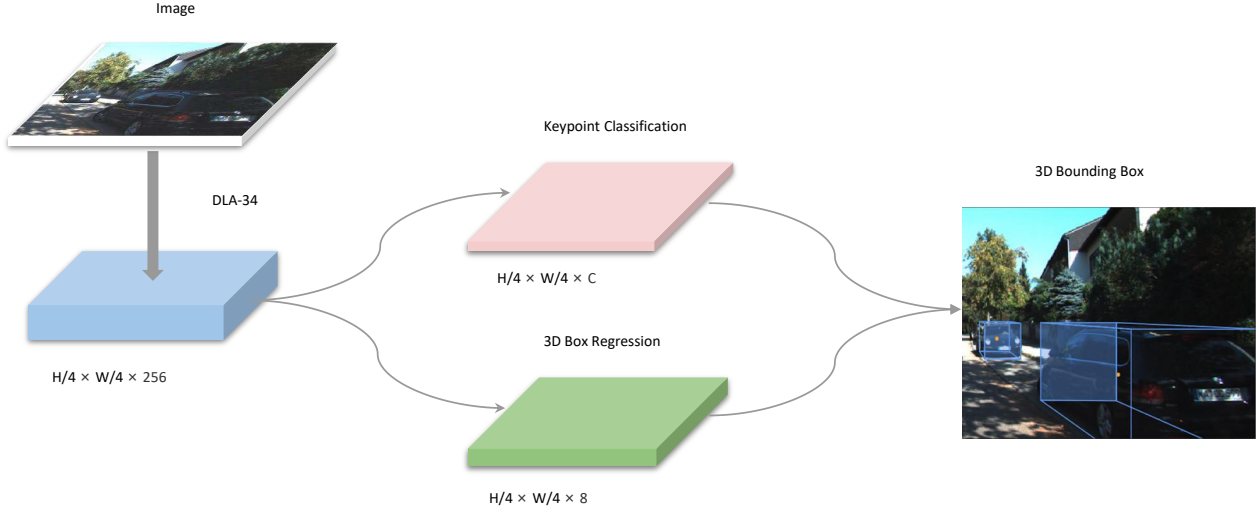 Image
DLA-34
H/4 × W/4 × 256
Keypoint Classification
H/4 × W/4 × C
3D Box Regression
H/4 × W/4 × 8
3D Bounding Box